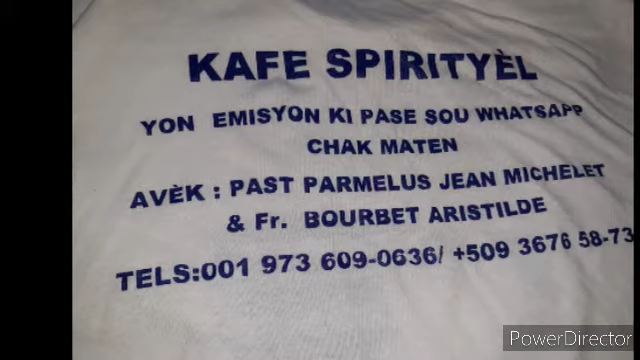 KAFE SPIRITYÈL
YON EMISYON KI PASE SOU WHATSAPP
CHAK MATEN
AVÈK : PAST PARMELUS JEAN MICHELET
& Fr. BOURBET ARISTILDE
TELS:001 973 609-0636/ +509 3676 58-73
PowerDirector